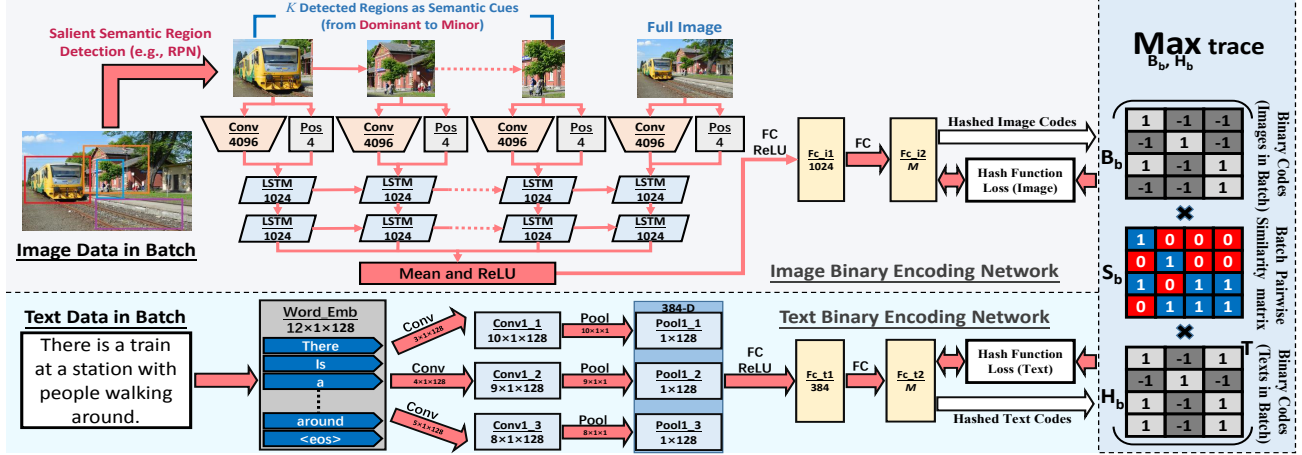 K Detected Regions as Semantic Cues
(from Dominant to Minor)
Full Image
Salient Semantic Region
Detection (e.g., RPN)
Conv
4096
Pos
4
Conv
4096
Pos
4
Conv
4096
Pos
4
Conv
4096
Pos
4
LSTM
1024
LSTM
1024
LSTM
1024
LSTM
1024
LSTM
1024
LSTM
1024
LSTM
1024
LSTM
1024
Mean and ReLU
Image Data in Batch
FC
ReLU
Fc_i1
1024
FC
Fc_i2
M
Hashed Image Codes
Hash Function
Loss (Image)
Image Binary Encoding Network
Text Data in Batch
There is a train
at a station with
people walking
around.
Word_Emb
12×1×128
There
Is
a
around
<eos>
Conv
3×1×128
Conv
4×1×128
Conv
5×1×128
Conv1_1
10×1×128
Conv1_2
9×1×128
Conv1_3
8×1×128
Pool
10×1×1
Pool
9×1×1
Pool
8×1×1
384-D
Pool1_1
1×128
Pool1_2
1×128
Pool1_3
1×128
FC
ReLU
Fc_t1
384
FC
Fc_t2
M
Text Binary Encoding Network
Hash Function
Loss (Text)
Hashed Text Codes
Max trace
B_b, H_b
B_b
1 -1 -1
-1 1 -1
1 -1 1
-1 -1 1
Binary Codes
(Images in Batch)
S_b
1 0 0 0
0 1 0 0
1 0 1 1
0 1 1 1
Batch Pairwise
Similarity matrix
H_b
1 -1 1
-1 1 -1
1 -1 1
1 -1 1
T
Binary Codes
(Texts in Batch)